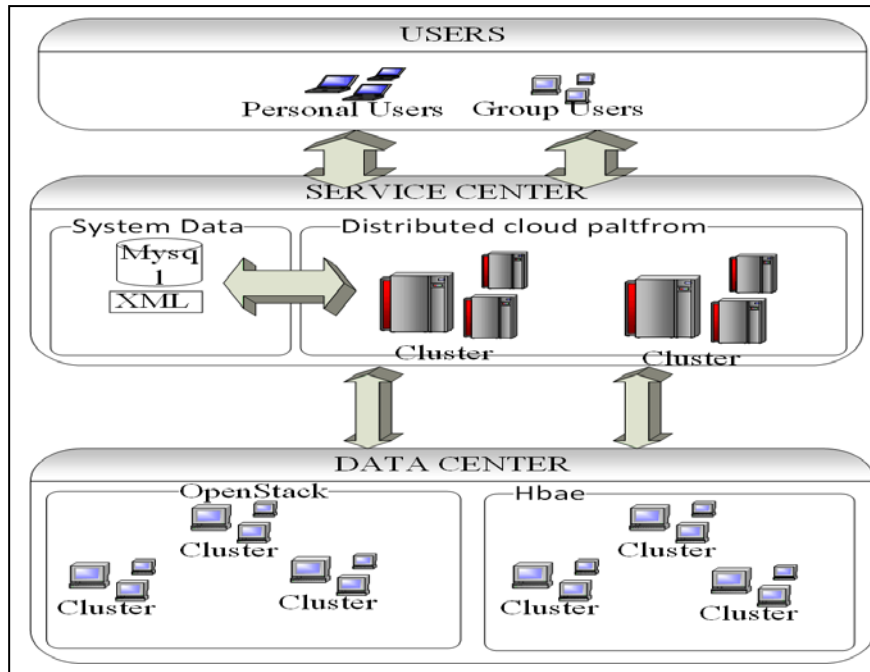 USERS
Personal Users
Group Users
SERVICE CENTER
System Data
Mysq
l
XML
Distributed cloud paltfrom
Cluster
Cluster
DATA CENTER
OpenStack
Cluster
Cluster
Cluster
Hbae
Cluster
Cluster
Cluster